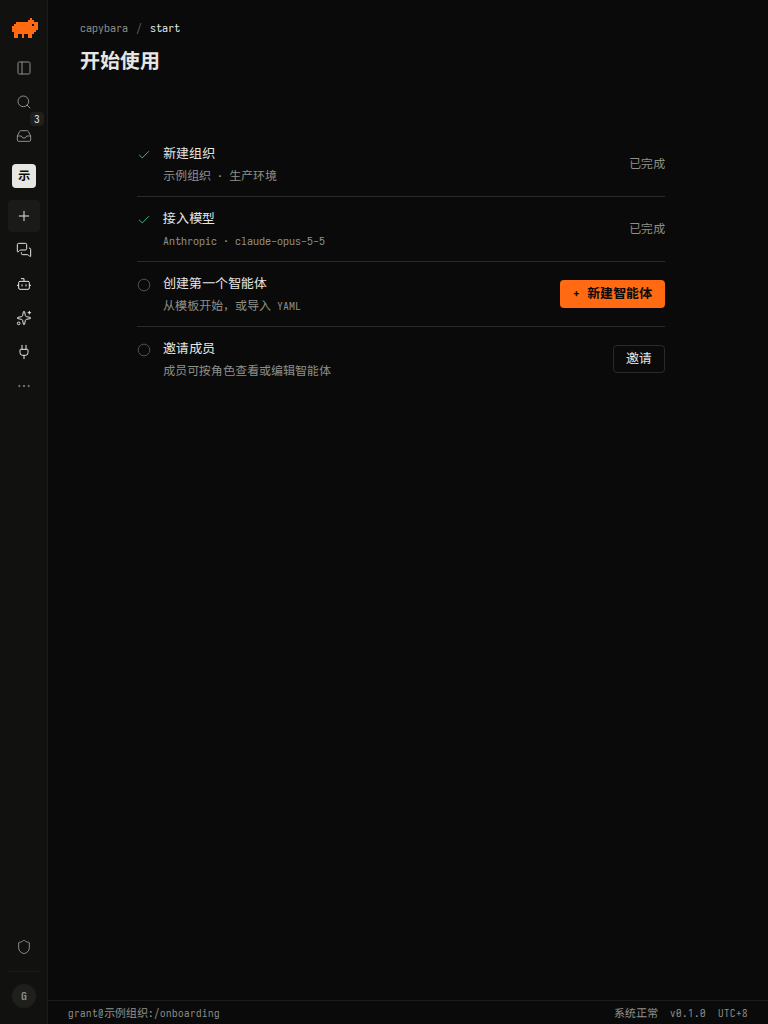 capybara / start
开始使用
3
示
新建组织
示例组织 · 生产环境
已完成
接入模型
Anthropic · claude-opus-5-5
已完成
创建第一个智能体
从模板开始，或导入 YAML
+ 新建智能体
邀请成员
成员可按角色查看或编辑智能体
邀请
G
grant@示例组织:/onboarding
系统正常 v0.1.0 UTC+8